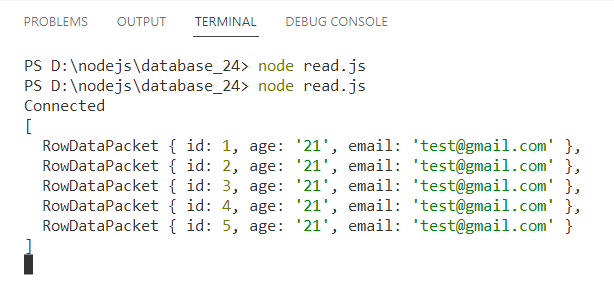 PROBLEMS OUTPUT TERMINAL DEBUG CONSOLE
PS D:\nodejs\database_24> node read.js
PS D:\nodejs\database_24> node read.js
Connected
[
  RowDataPacket { id: 1, age: '21', email: 'test@gmail.com' },
  RowDataPacket { id: 2, age: '21', email: 'test@gmail.com' },
  RowDataPacket { id: 3, age: '21', email: 'test@gmail.com' },
  RowDataPacket { id: 4, age: '21', email: 'test@gmail.com' },
  RowDataPacket { id: 5, age: '21', email: 'test@gmail.com' }
]